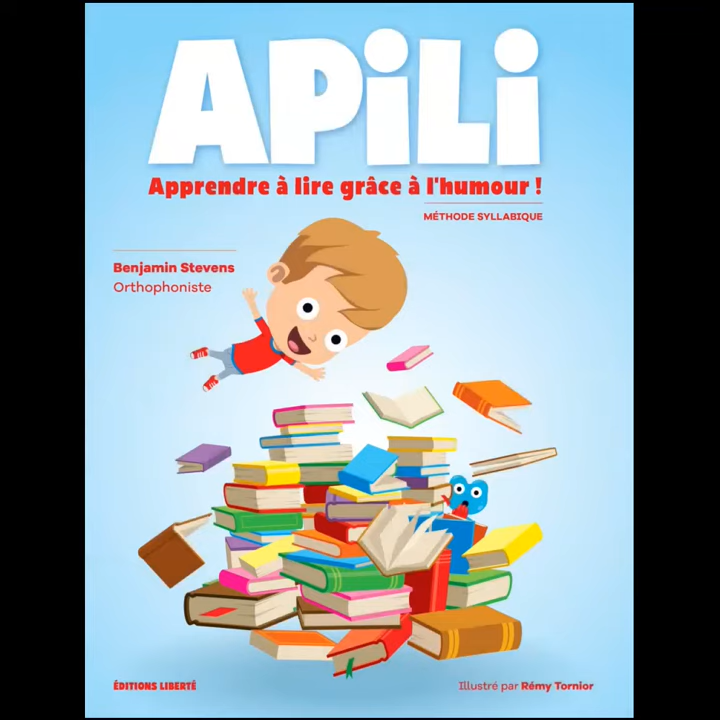 APiLi
Apprendre à lire grâce à l'humour !
MÉTHODE SYLLABIQUE
Benjamin Stevens
Orthophoniste
ÉDITIONS LIBERTÉ
Illustré par Rémy Tornior